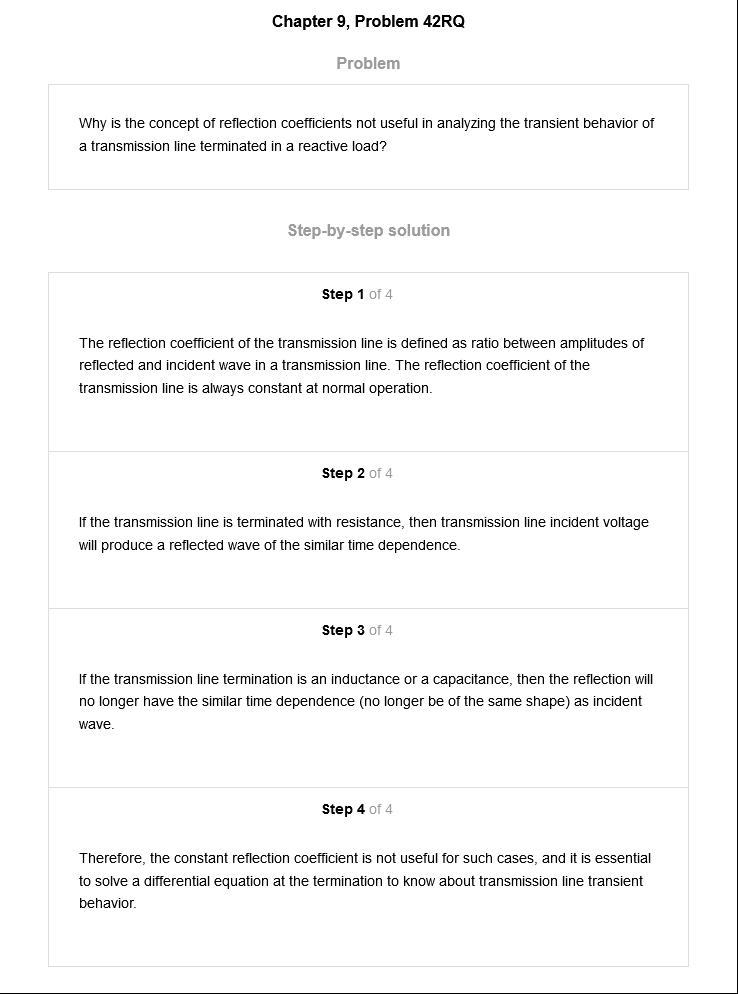 Chapter 9, Problem 42RQ
Problem
Why is the concept of reflection coefficients not useful in analyzing the transient behavior of
a transmission line terminated in a reactive load?
Step-by-step solution
Step 1 of 4
The reflection coefficient of the transmission line is defined as ratio between amplitudes of
reflected and incident wave in a transmission line. The reflection coefficient of the
transmission line is always constant at normal operation.
Step 2 of 4
If the transmission line is terminated with resistance, then transmission line incident voltage
will produce a reflected wave of the similar time dependence.
Step 3 of 4
If the transmission line termination is an inductance or a capacitance, then the reflection will
no longer have the similar time dependence (no longer be of the same shape) as incident
wave.
Step 4 of 4
Therefore, the constant reflection coefficient is not useful for such cases, and it is essential
to solve a differential equation at the termination to know about transmission line transient
behavior.